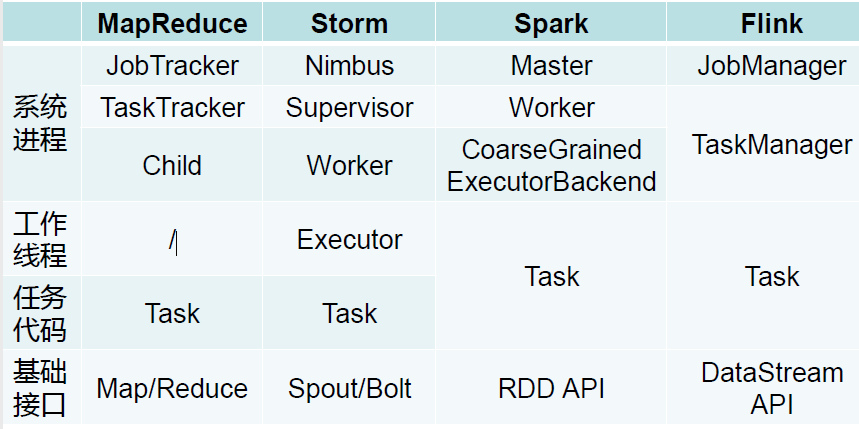 MapReduce Storm Spark Flink
系统
进程
JobTracker Nimbus Master JobManager
TaskTracker Supervisor Worker
TaskManager
Child Worker CoarseGrained
ExecutorBackend
工作
线程
/ Executor
Task Task
任务
代码
Task Task
基础
接口
Map/Reduce Spout/Bolt RDD API DataStream
API